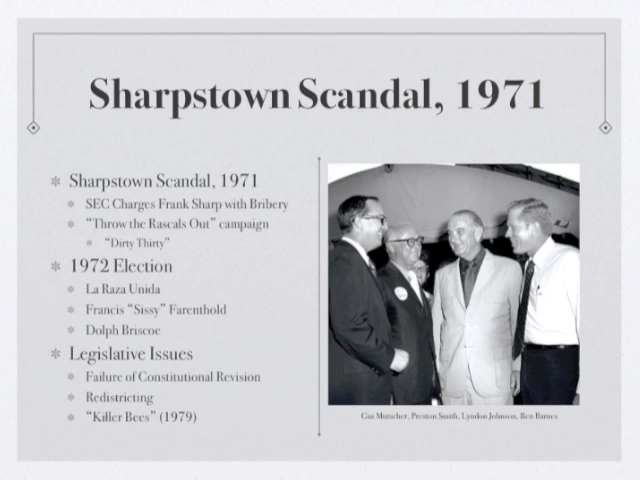 Sharpstown Scandal, 1971
Sharpstown Scandal, 1971
SEC Charges Frank Sharp with Bribery
“Throw the Rascals Out” campaign
“Dirty Thirty”
1972 Election
La Raza Unida
Francis “Sissy” Farenthold
Dolph Briscoe
Legislative Issues
Failure of Constitutional Revision
Redistricting
“Killer Bees” (1979)
Gus Mutscher, Preston Smith, Lyndon Johnson, Ben Barnes